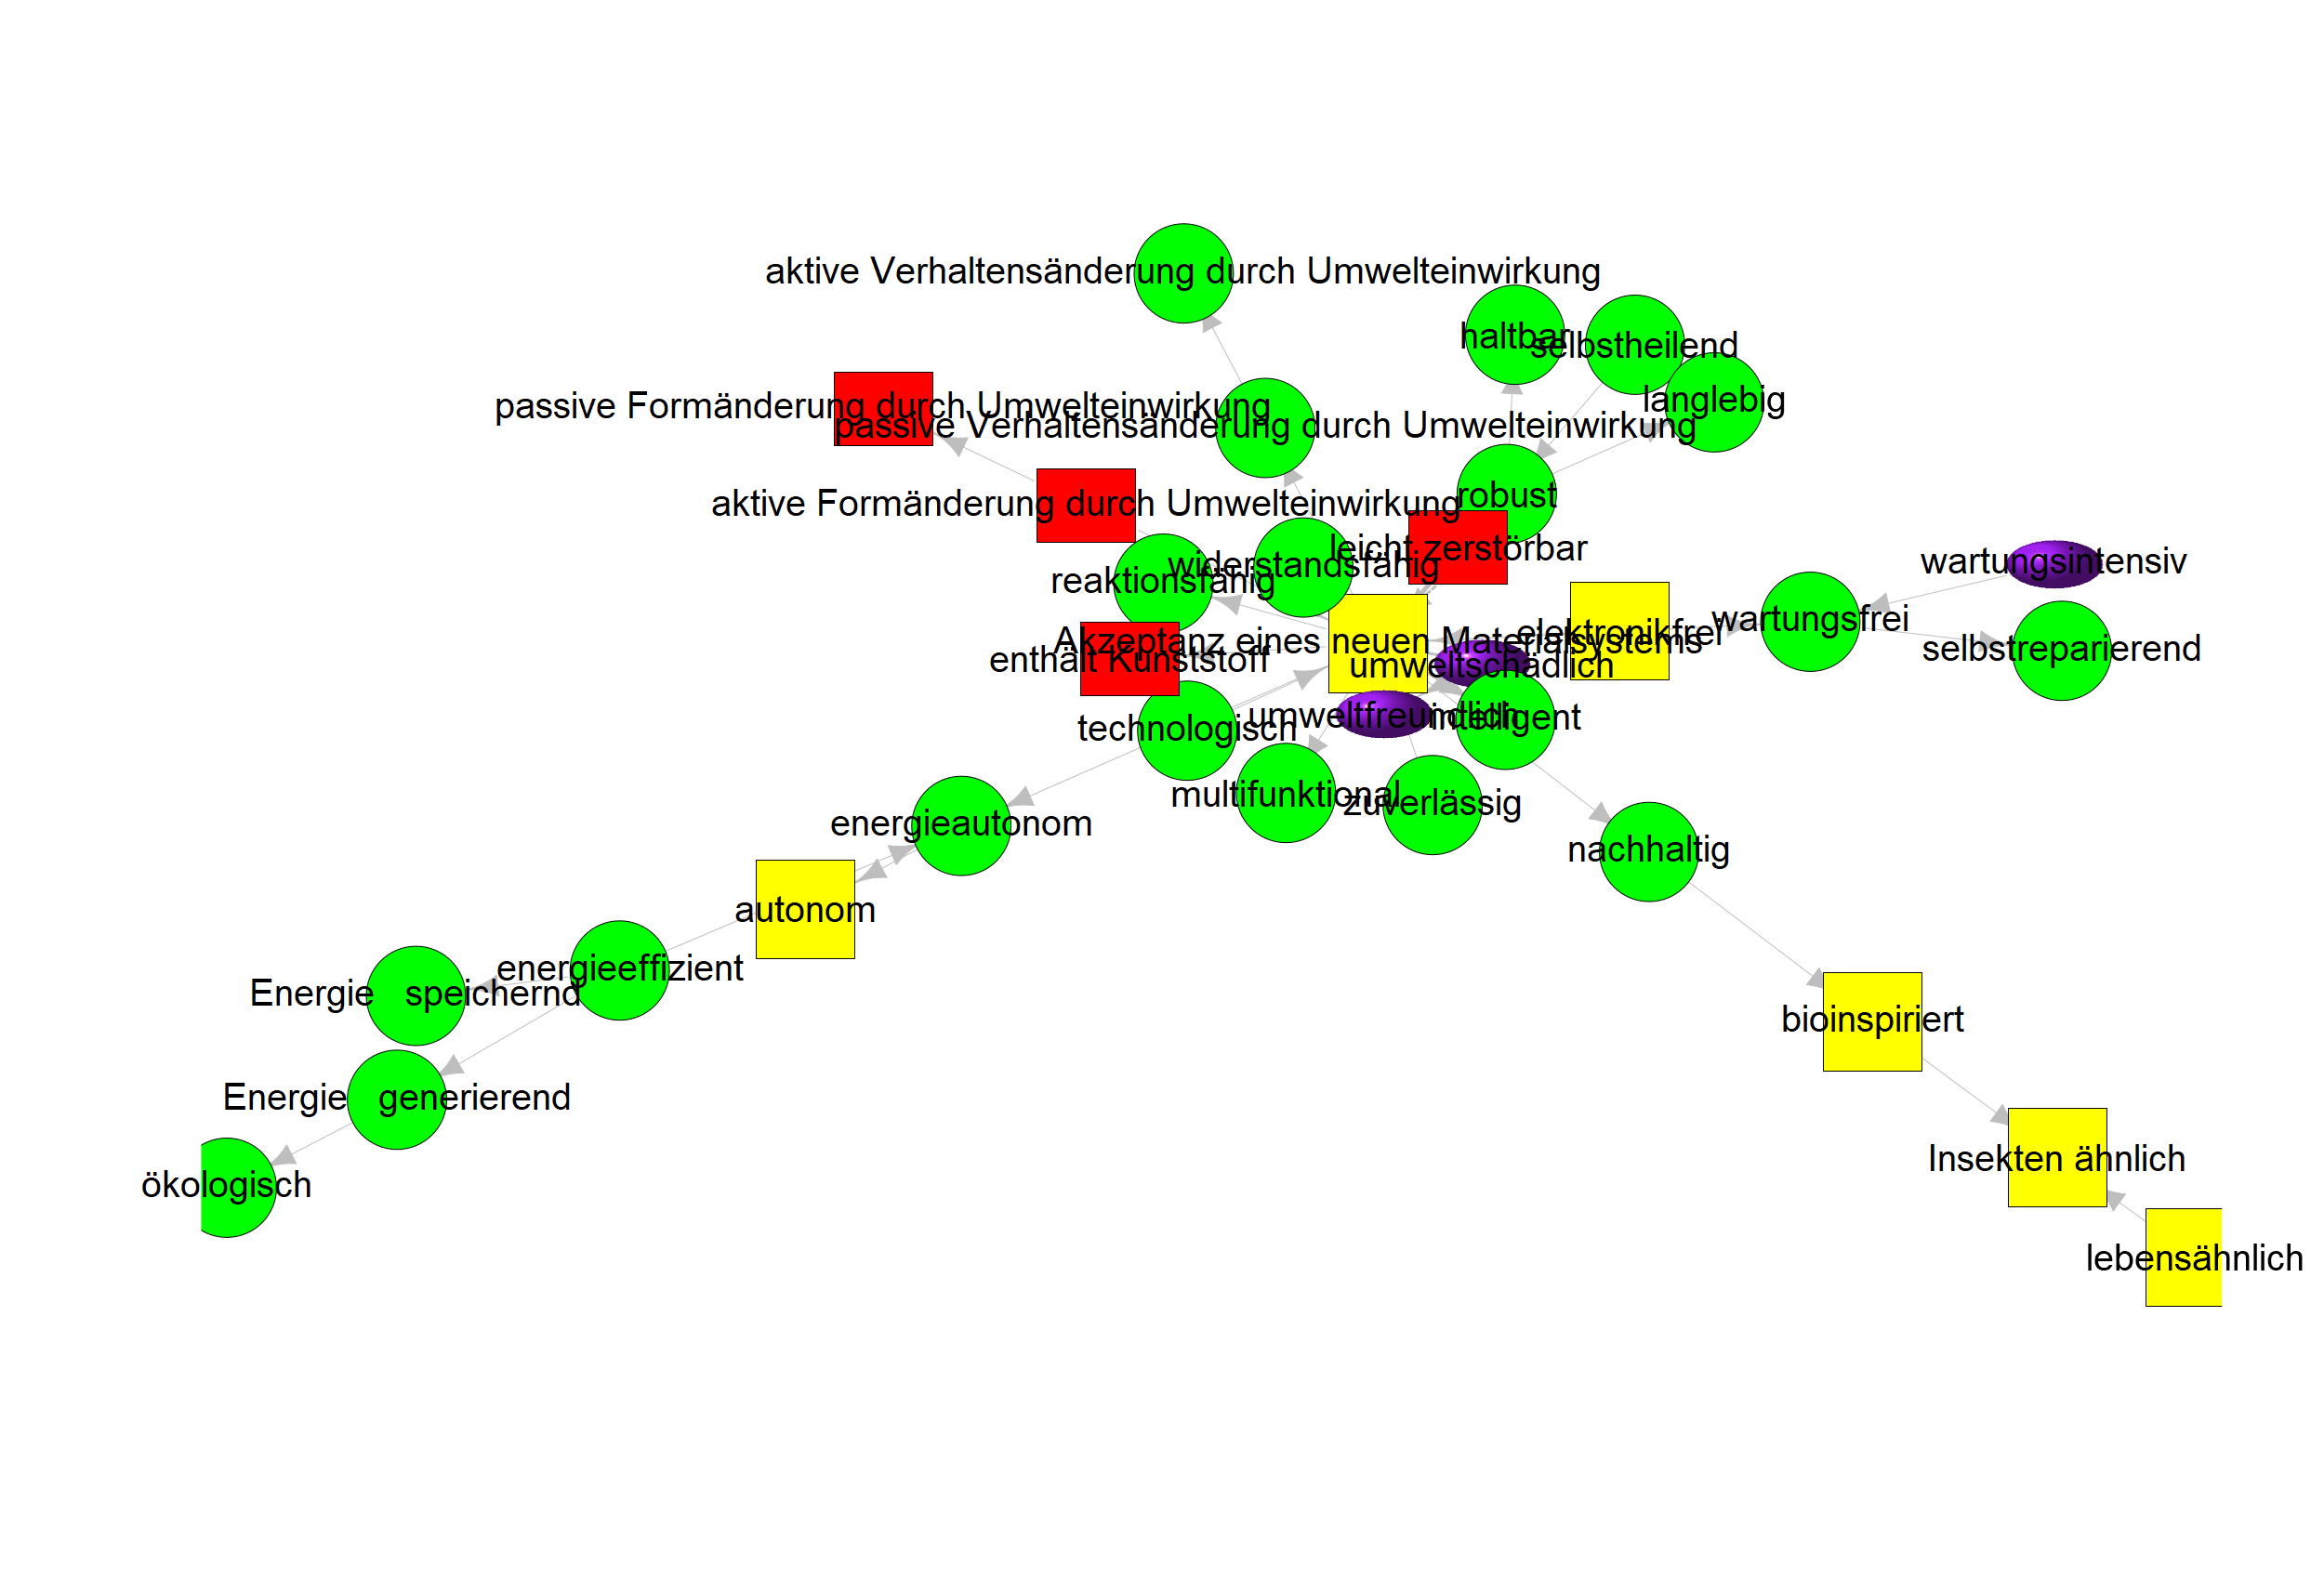 aktive Verhaltensänderung durch Umwelteinwirkung
haltbar
selbstheilend
langlebig
passive Formänderung durch Umwelteinwirkung
passive Verhaltensänderung durch Umwelteinwirkung
robust
aktive Formänderung durch Umwelteinwirkung
leicht zerstörbar
widerstandsfähig
wartungsintensiv
reaktionsfähig
wartungsfrei
elektronikfrei
Akzeptanz eines neuen Materialsystems
selbstreparierend
enthält Kunststoff
umweltschädlich
umweltfreundlich
intelligent
technologisch
multifunktional
zuverlässig
energieautonom
nachhaltig
autonom
energieeffizient
Energie   speichernd
bioinspiriert
Energie   generierend
Insekten ähnlich
ökologisch
lebensähnlich